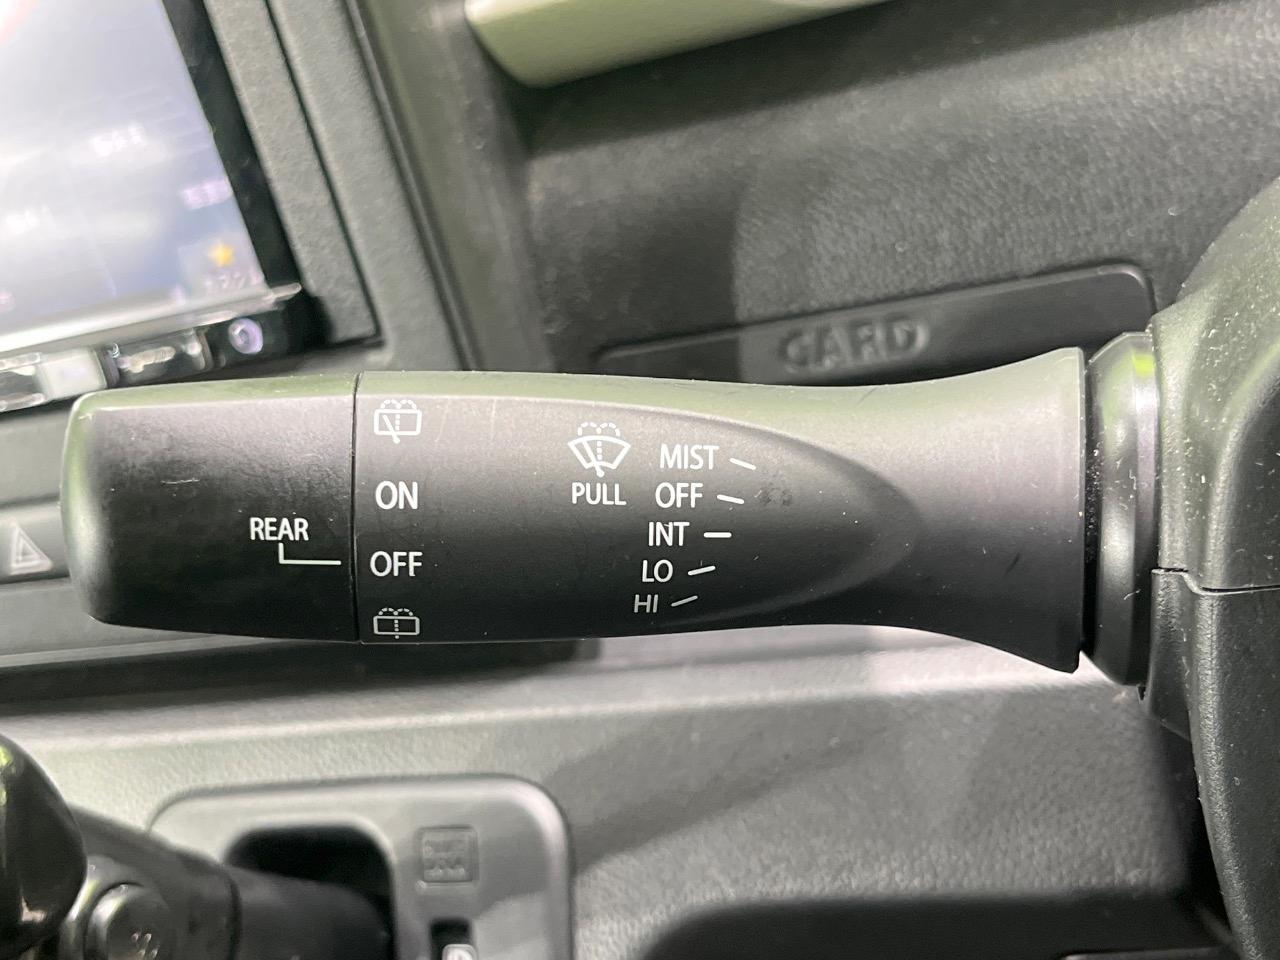 CARD
MIST
OFF
INT
LO
HI
PULL
ON
OFF
REAR